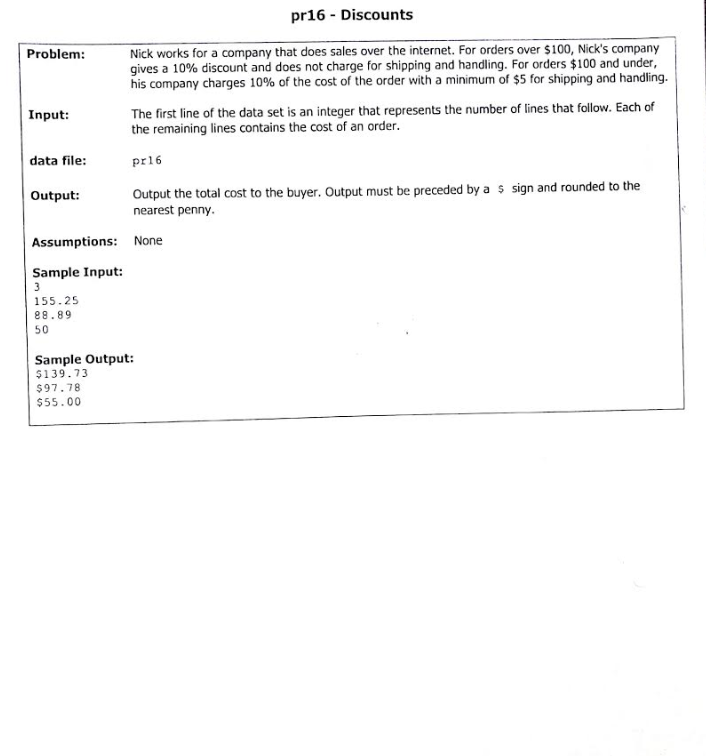 pr16 - Discounts
Problem: Nick works for a company that does sales over the internet. For orders over $100, Nick's company
gives a 10% discount and does not charge for shipping and handling. For orders $100 and under,
his company charges 10% of the cost of the order with a minimum of $5 for shipping and handling.
Input: The first line of the data set is an integer that represents the number of lines that follow. Each of
the remaining lines contains the cost of an order.
data file: pr16
Output: Output the total cost to the buyer. Output must be preceded by a $ sign and rounded to the
nearest penny.
Assumptions: None
Sample Input:
3
155.25
88.89
50
Sample Output:
$139.73
$97.78
$55.00